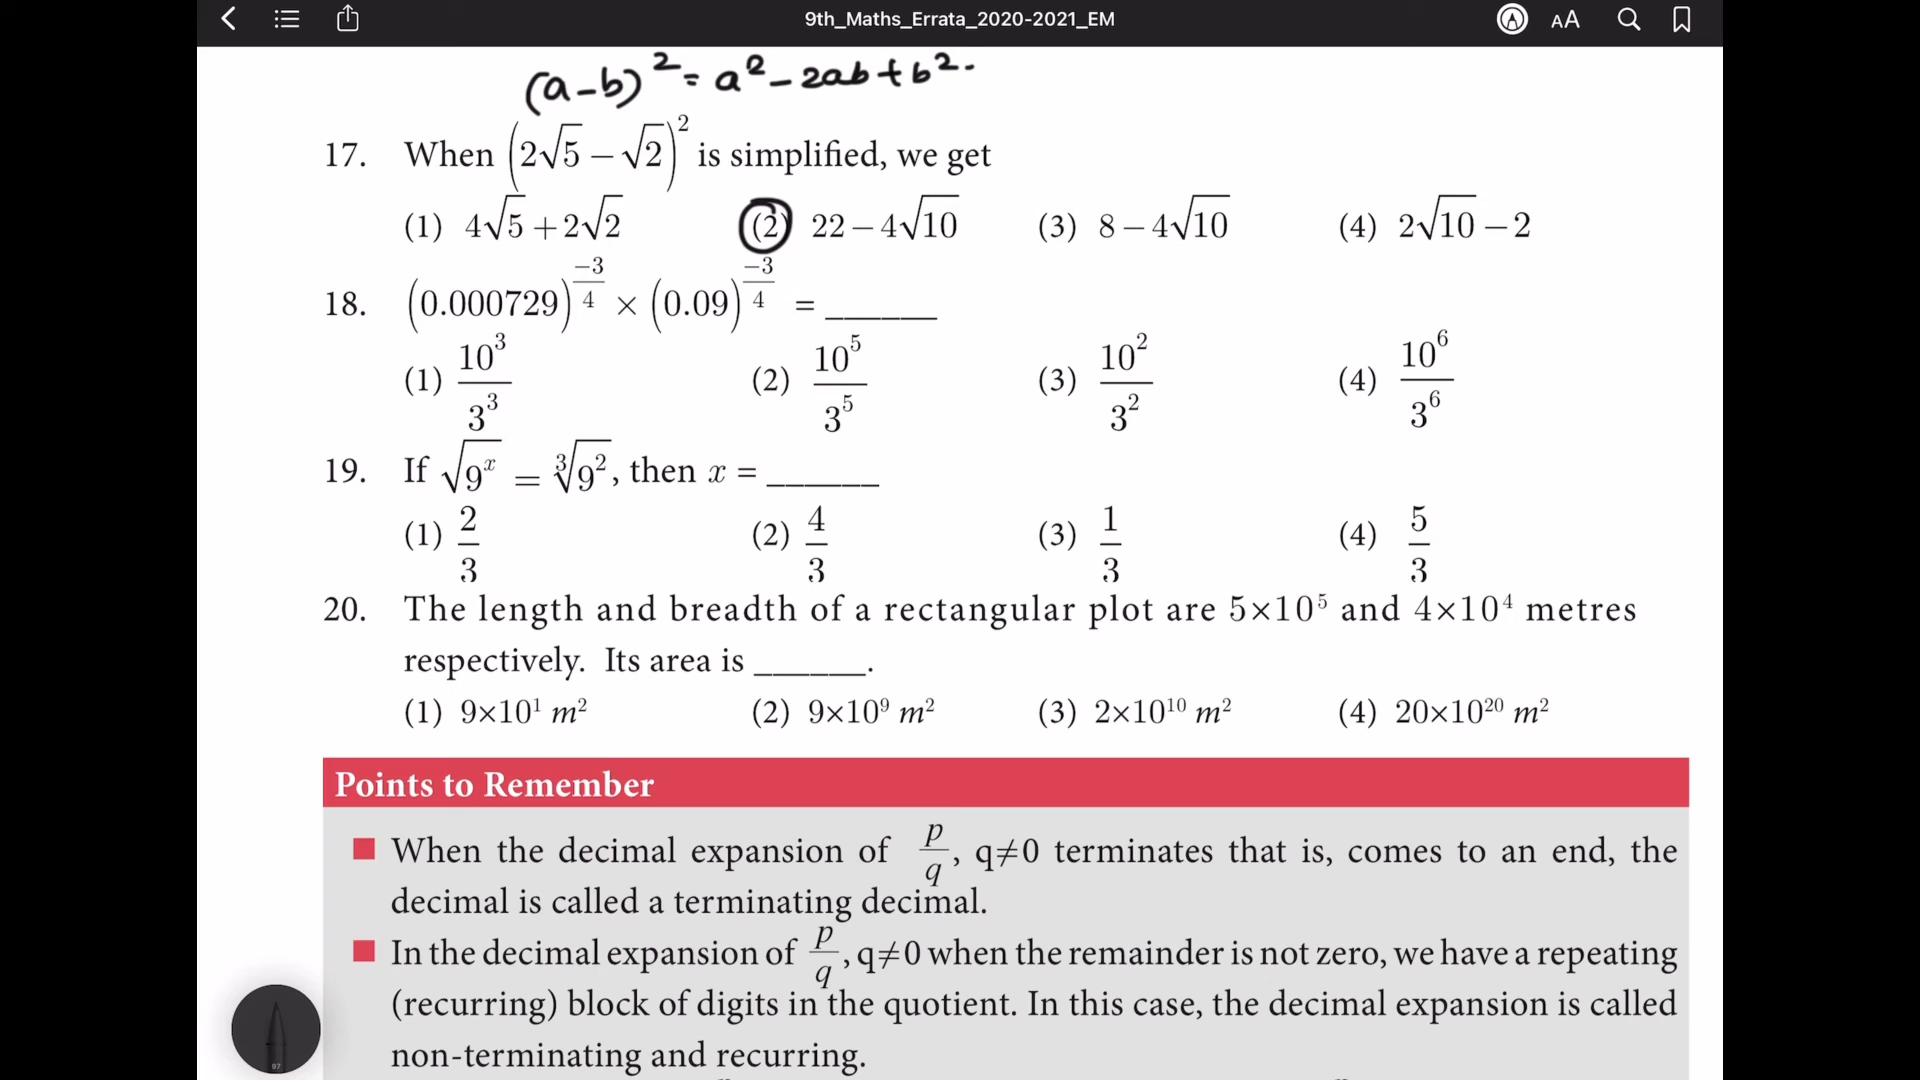 9th_Maths_Errata_2020-2021_EM
AA
(a-b)² = a² - 2ab + b².
17. When (2√5 − √2)² is simplified, we get
(1) 4√5 + 2√2 (2) 22 − 4√10 (3) 8 − 4√10 (4) 2√10 − 2
18. (0.000729)^(−3/4) × (0.09)^(−3/4) = ______
(1) 10³/3³ (2) 10⁵/3⁵ (3) 10²/3² (4) 10⁶/3⁶
19. If √9ˣ = ∛9², then x = ______
(1) 2/3 (2) 4/3 (3) 1/3 (4) 5/3
20. The length and breadth of a rectangular plot are 5×10⁵ and 4×10⁴ metres
respectively. Its area is ______.
(1) 9×10¹ m² (2) 9×10⁹ m² (3) 2×10¹⁰ m² (4) 20×10²⁰ m²
Points to Remember
■ When the decimal expansion of p/q, q≠0 terminates that is, comes to an end, the
decimal is called a terminating decimal.
■ In the decimal expansion of p/q, q≠0 when the remainder is not zero, we have a repeating
(recurring) block of digits in the quotient. In this case, the decimal expansion is called
non-terminating and recurring.
97